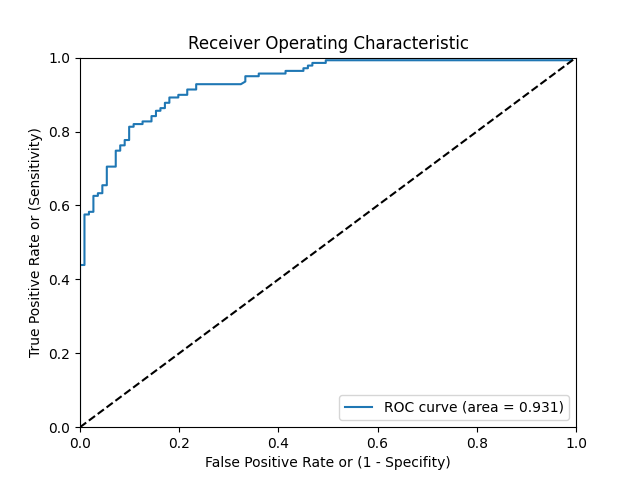 Receiver Operating Characteristic
1.0
0.8
0.6
0.4
0.2
0.0
True Positive Rate or (Sensitivity)
ROC curve (area = 0.931)
0.0 0.2 0.4 0.6 0.8 1.0
False Positive Rate or (1 - Specifity)